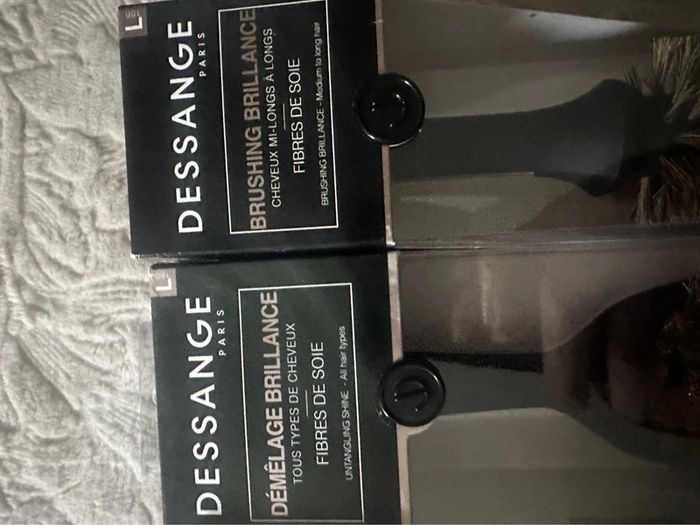 DESSANGE
PARIS
BRUSHING BRILLANCE
CHEVEUX MI-LONGS À LONGS
FIBRES DE SOIE
BRUSHING BRILLANCE - Medium to long hair
L
DESSANGE
PARIS
DÉMÊLAGE BRILLANCE
TOUS TYPES DE CHEVEUX
FIBRES DE SOIE
UNTANGLING SHINE - All hair types
L